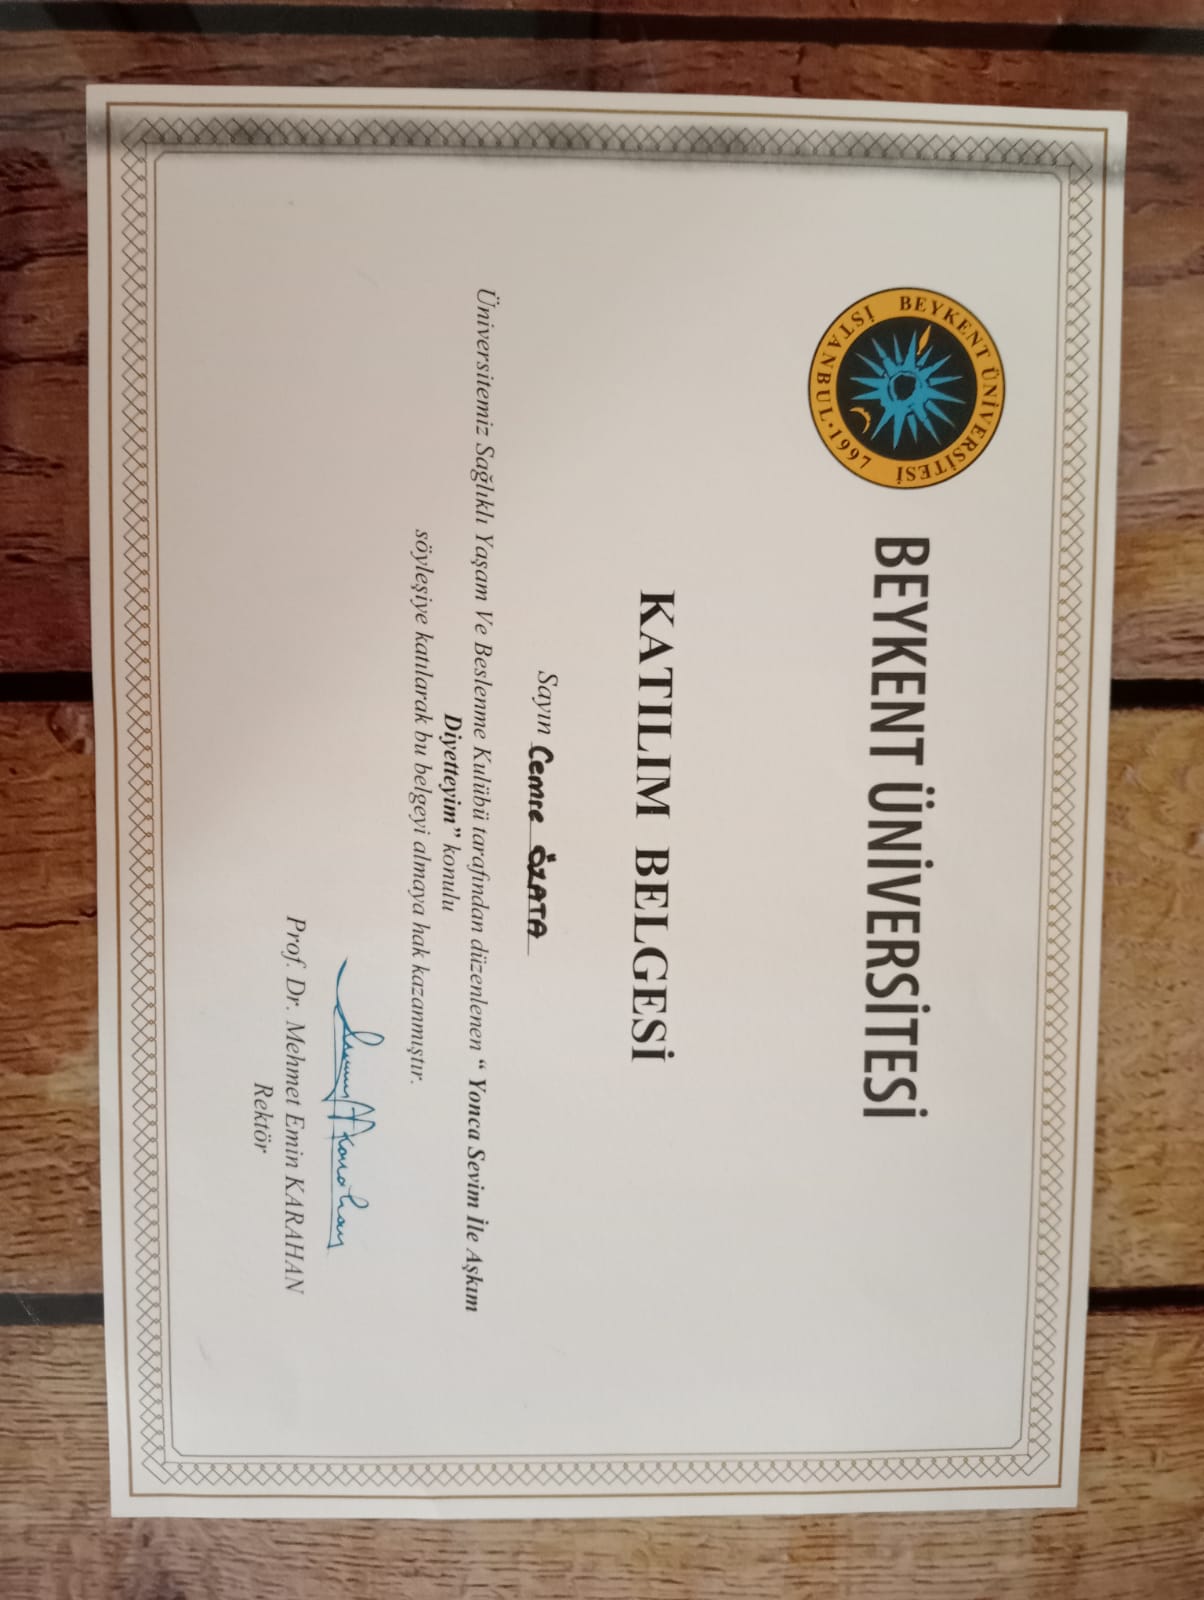 BEYKENT ÜNİVERSİTESİ
İSTANBUL · 1997
BEYKENT ÜNİVERSİTESİ
KATILIM BELGESİ
Sayın Cemre ÖZATA
Üniversitemiz Sağlıklı Yaşam Ve Beslenme Kulübü tarafından düzenlenen “ Yonca Sevim İle Aşkım
Diyetteyim” konulu
söyleşiye katılarak bu belgeyi almaya hak kazanmıştır.
Prof. Dr. Mehmet Emin KARAHAN
Rektör